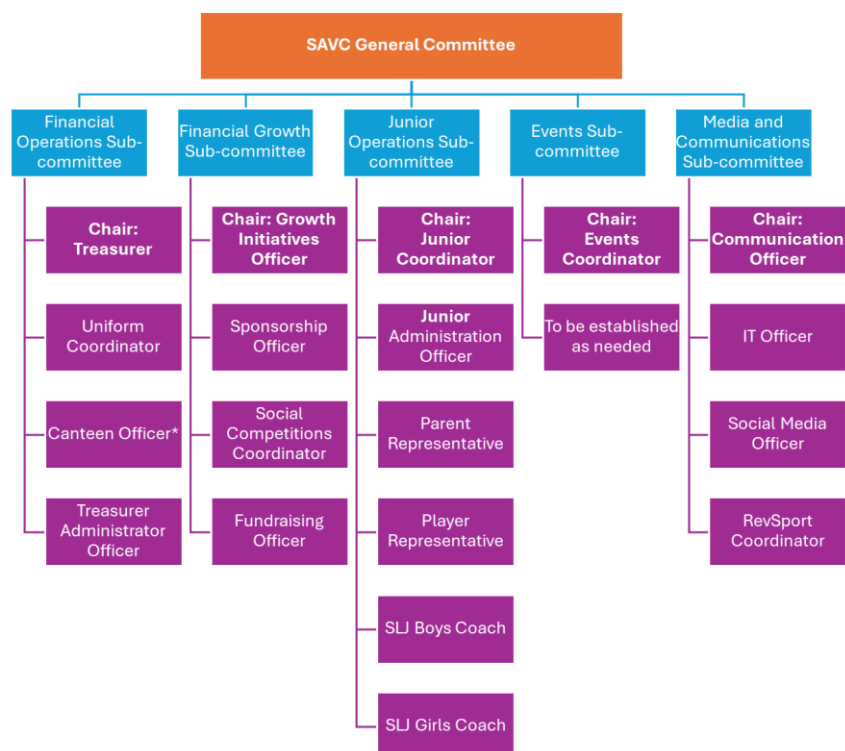 SAVC General Committee
Financial
Operations Sub-
committee
Financial Growth
Sub-committee
Junior
Operations Sub-
committee
Events Sub-
committee
Media and
Communications
Sub-committee
Chair:
Treasurer
Chair: Growth
Initiatives
Officer
Chair:
Junior
Coordinator
Chair:
Events
Coordinator
Chair:
Communication
Officer
Uniform
Coordinator
Sponsorship
Officer
Junior
Administration
Officer
To be established
as needed
IT Officer
Canteen Officer*
Social
Competitions
Coordinator
Parent
Representative
Social Media
Officer
Treasurer
Administrator
Officer
Fundraising
Officer
Player
Representative
RevSport
Coordinator
SLJ Boys Coach
SLJ Girls Coach